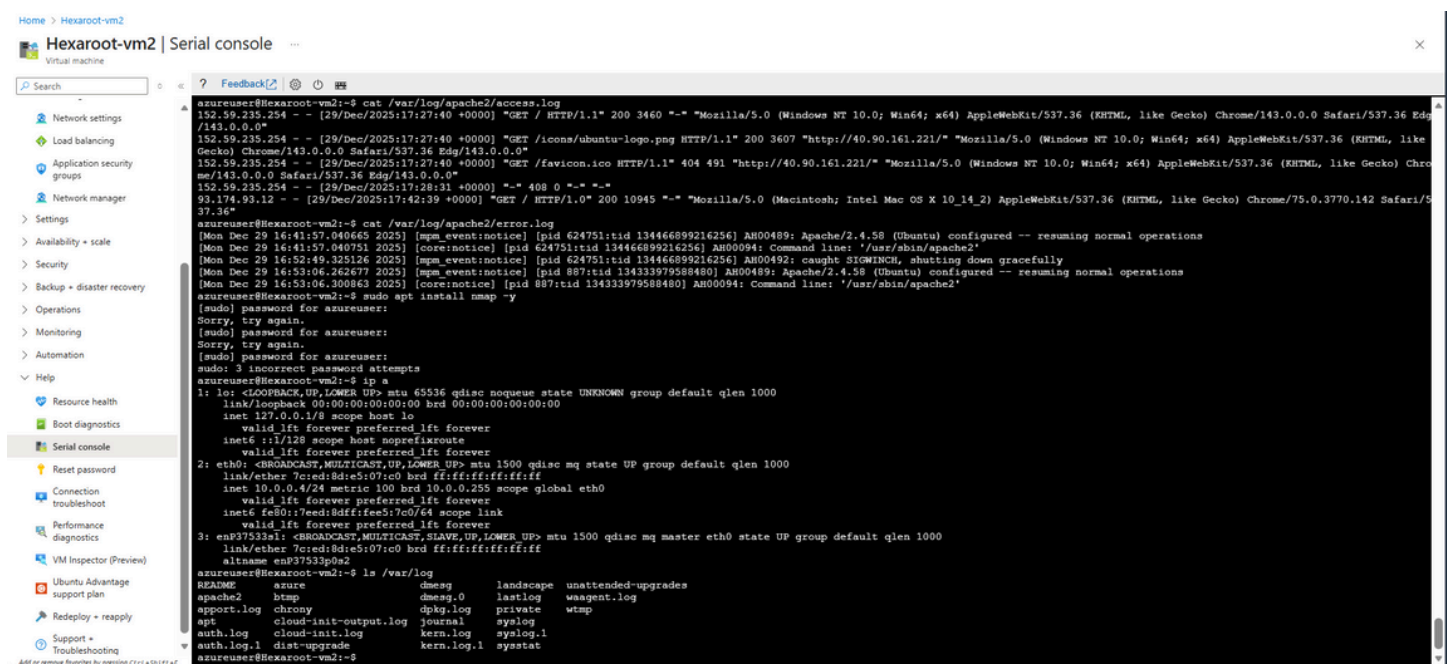 Home > Hexaroot-vm2
Hexaroot-vm2 | Serial console ...
Virtual machine
Search
Network settings
Load balancing
Application security
groups
Network manager
Settings
Availability + scale
Security
Backup + disaster recovery
Operations
Monitoring
Automation
Help
Resource health
Boot diagnostics
Serial console
Reset password
Connection
troubleshoot
Performance
diagnostics
VM Inspector (Preview)
Ubuntu Advantage
support plan
Redeploy + reapply
Support +
Troubleshooting
Add or remove favorites by pressing Ctrl+Shift+F
? Feedback
azureuser@Hexaroot-vm2:~$ cat /var/log/apache2/access.log
152.59.235.254 - - [29/Dec/2025:17:27:40 +0000] "GET / HTTP/1.1" 200 3460 "-" "Mozilla/5.0 (Windows NT 10.0; Win64; x64) AppleWebKit/537.36 (KHTML, like Gecko) Chrome/143.0.0.0 Safari/537.36 Edg
/143.0.0.0"
152.59.235.254 - - [29/Dec/2025:17:27:40 +0000] "GET /icons/ubuntu-logo.png HTTP/1.1" 200 3607 "http://40.90.161.221/" "Mozilla/5.0 (Windows NT 10.0; Win64; x64) AppleWebKit/537.36 (KHTML, like
Gecko) Chrome/143.0.0.0 Safari/537.36 Edg/143.0.0.0"
152.59.235.254 - - [29/Dec/2025:17:27:40 +0000] "GET /favicon.ico HTTP/1.1" 404 491 "http://40.90.161.221/" "Mozilla/5.0 (Windows NT 10.0; Win64; x64) AppleWebKit/537.36 (KHTML, like Gecko) Chro
me/143.0.0.0 Safari/537.36 Edg/143.0.0.0"
152.59.235.254 - - [29/Dec/2025:17:28:31 +0000] "-" 408 0 "-" "-"
93.174.93.12 - - [29/Dec/2025:17:42:39 +0000] "GET / HTTP/1.0" 200 10945 "-" "Mozilla/5.0 (Macintosh; Intel Mac OS X 10_14_2) AppleWebKit/537.36 (KHTML, like Gecko) Chrome/75.0.3770.142 Safari/5
37.36"
azureuser@Hexaroot-vm2:~$ cat /var/log/apache2/error.log
[Mon Dec 29 16:41:57.040665 2025] [mpm_event:notice] [pid 624751:tid 134466899216256] AH00489: Apache/2.4.58 (Ubuntu) configured -- resuming normal operations
[Mon Dec 29 16:41:57.040751 2025] [core:notice] [pid 624751:tid 134466899216256] AH00094: Command line: '/usr/sbin/apache2'
[Mon Dec 29 16:52:49.325126 2025] [mpm_event:notice] [pid 624751:tid 134466899216256] AH00492: caught SIGWINCH, shutting down gracefully
[Mon Dec 29 16:53:06.262677 2025] [mpm_event:notice] [pid 887:tid 134333979588480] AH00489: Apache/2.4.58 (Ubuntu) configured -- resuming normal operations
[Mon Dec 29 16:53:06.300863 2025] [core:notice] [pid 887:tid 134333979588480] AH00094: Command line: '/usr/sbin/apache2'
azureuser@Hexaroot-vm2:~$ sudo apt install nmap -y
[sudo] password for azureuser:
Sorry, try again.
[sudo] password for azureuser:
Sorry, try again.
[sudo] password for azureuser:
sudo: 3 incorrect password attempts
azureuser@Hexaroot-vm2:~$ ip a
1: lo: <LOOPBACK,UP,LOWER_UP> mtu 65536 qdisc noqueue state UNKNOWN group default qlen 1000
link/loopback 00:00:00:00:00:00 brd 00:00:00:00:00:00
inet 127.0.0.1/8 scope host lo
valid_lft forever preferred_lft forever
inet6 ::1/128 scope host noprefixroute
valid_lft forever preferred_lft forever
2: eth0: <BROADCAST,MULTICAST,UP,LOWER_UP> mtu 1500 qdisc mq state UP group default qlen 1000
link/ether 7c:ed:8d:e5:07:c0 brd ff:ff:ff:ff:ff:ff
inet 10.0.0.4/24 metric 100 brd 10.0.0.255 scope global eth0
valid_lft forever preferred_lft forever
inet6 fe80::7eed:8dff:fee5:7c0/64 scope link
valid_lft forever preferred_lft forever
3: enP37533s1: <BROADCAST,MULTICAST,SLAVE,UP,LOWER_UP> mtu 1500 qdisc mq master eth0 state UP group default qlen 1000
link/ether 7c:ed:8d:e5:07:c0 brd ff:ff:ff:ff:ff:ff
altname enP37533p0s2
azureuser@Hexaroot-vm2:~$ ls /var/log
README azure dmesg landscape unattended-upgrades
apache2 btmp dmesg.0 lastlog waagent.log
apport.log chrony dpkg.log private wtmp
apt cloud-init-output.log journal syslog
auth.log cloud-init.log kern.log syslog.1
auth.log.1 dist-upgrade kern.log.1 sysstat
azureuser@Hexaroot-vm2:~$